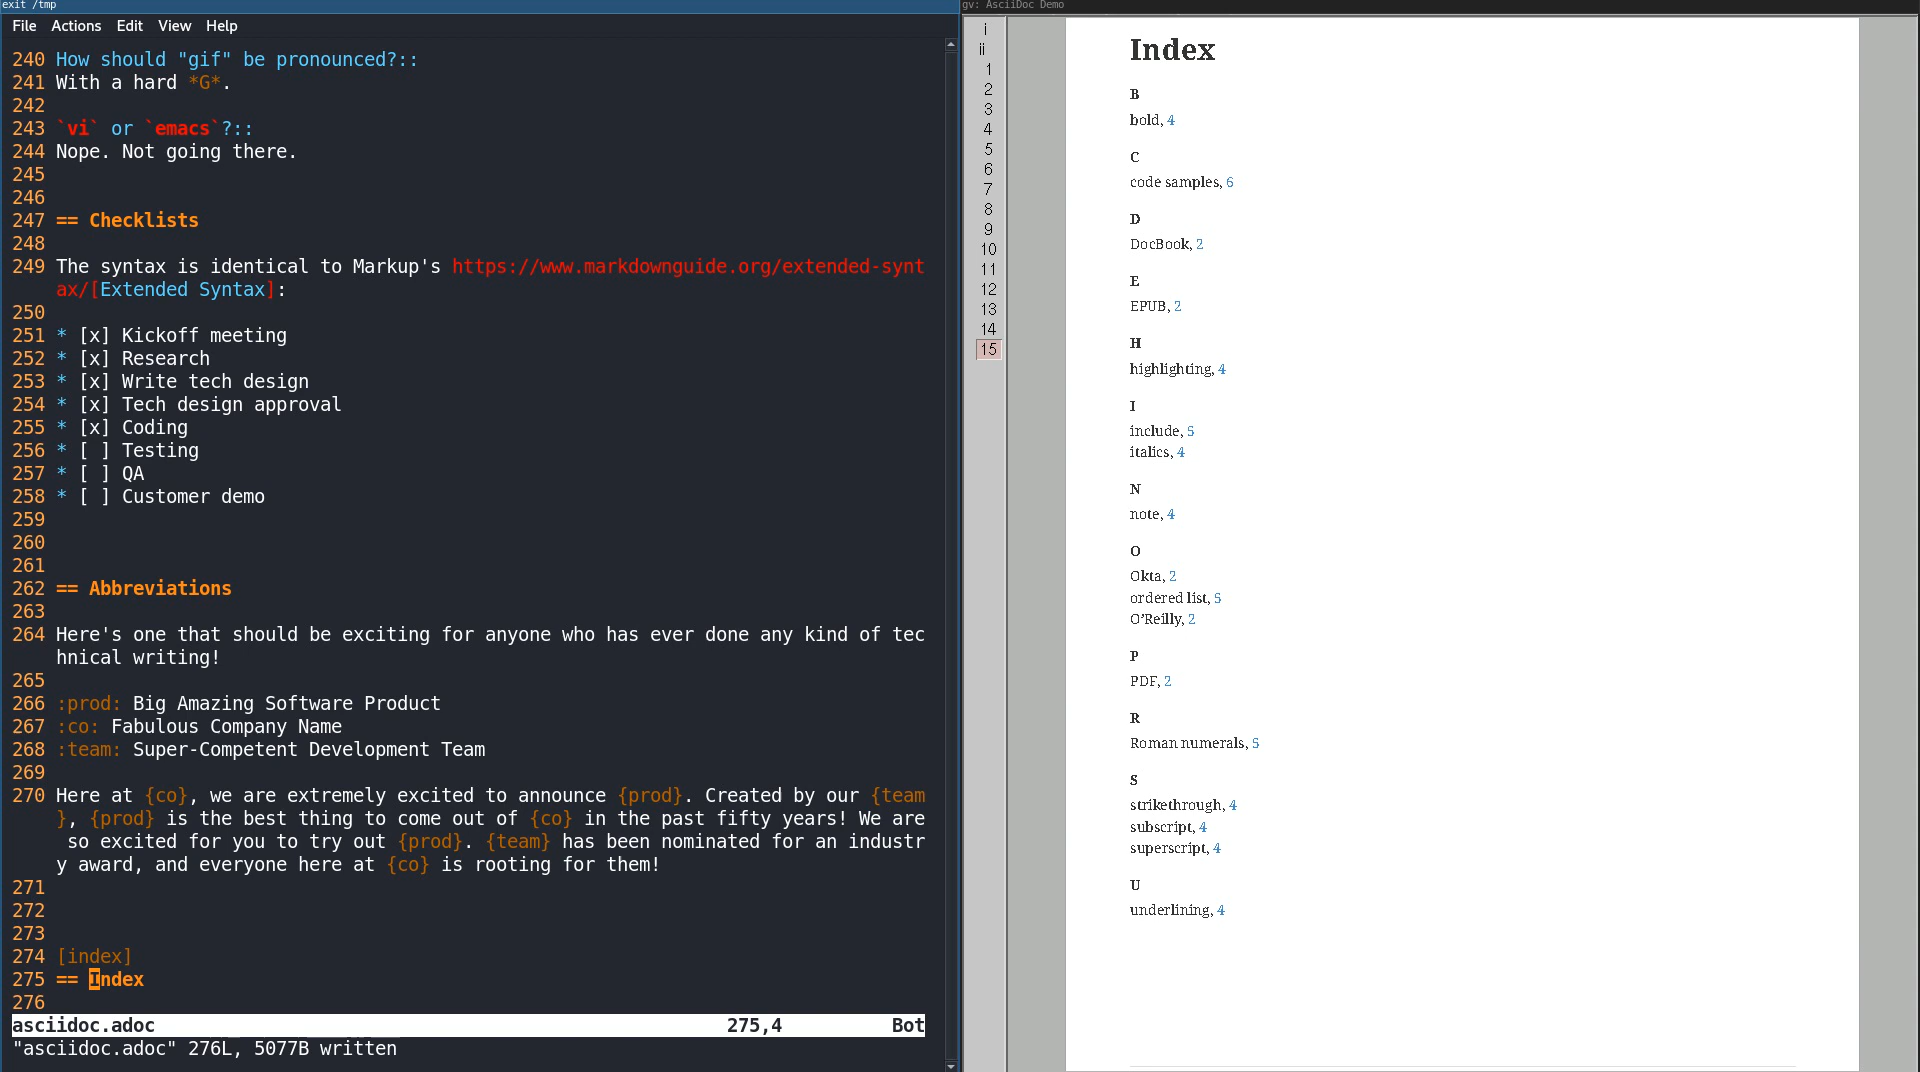 exit /tmp
File Actions Edit View Help
240 How should "gif" be pronounced?::
241 With a hard *G*.
242
243 `vi` or `emacs`?::
244 Nope. Not going there.
245
246
247 == Checklists
248
249 The syntax is identical to Markup's https://www.markdownguide.org/extended-synt
ax/[Extended Syntax]:
250
251 * [x] Kickoff meeting
252 * [x] Research
253 * [x] Write tech design
254 * [x] Tech design approval
255 * [x] Coding
256 * [ ] Testing
257 * [ ] QA
258 * [ ] Customer demo
259
260
261
262 == Abbreviations
263
264 Here's one that should be exciting for anyone who has ever done any kind of tec
hnical writing!
265
266 :prod: Big Amazing Software Product
267 :co: Fabulous Company Name
268 :team: Super-Competent Development Team
269
270 Here at {co}, we are extremely excited to announce {prod}. Created by our {team
}, {prod} is the best thing to come out of {co} in the past fifty years! We are
so excited for you to try out {prod}. {team} has been nominated for an industr
y award, and everyone here at {co} is rooting for them!
271
272
273
274 [index]
275 == Index
276
asciidoc.adoc 275,4 Bot
"asciidoc.adoc" 276L, 5077B written
gv: AsciiDoc Demo
i
ii
1
2
3
4
5
6
7
8
9
10
11
12
13
14
15
Index
B
bold, 4
C
code samples, 6
D
DocBook, 2
E
EPUB, 2
H
highlighting, 4
I
include, 5
italics, 4
N
note, 4
O
Okta, 2
ordered list, 5
O’Reilly, 2
P
PDF, 2
R
Roman numerals, 5
S
strikethrough, 4
subscript, 4
superscript, 4
U
underlining, 4